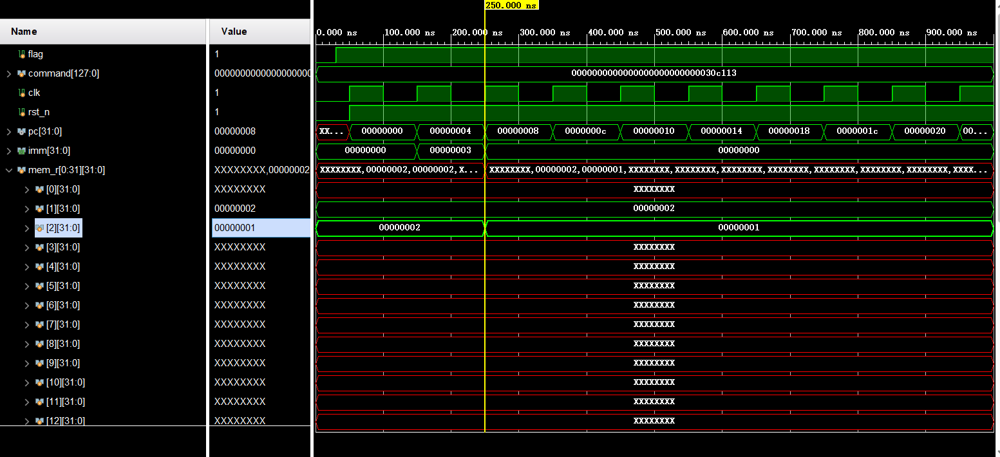 250.000 ns
Name Value
0.000 ns 100.000 ns 200.000 ns 300.000 ns 400.000 ns 500.000 ns 600.000 ns 700.000 ns 800.000 ns 900.000 ns
flag 1
command[127:0] 00000000000000000000 0000000000000000000000000030c113
clk 1
rst_n 1
pc[31:0] 00000008 XX... 00000000 00000004 00000008 0000000c 00000010 00000014 00000018 0000001c 00000020 00...
imm[31:0] 00000000 00000000 00000003 00000000
mem_r[0:31][31:0] XXXXXXXX,00000002 XXXXXXXX,00000002,00000002,X... XXXXXXXX,00000002,00000001,XXXXXXXX,XXXXXXXX,XXXXXXXX,XXXXXXXX,XXXXXXXX,XXXXXXXX,XXXXXXXX,XXXX...
[0][31:0] XXXXXXXX XXXXXXXX
[1][31:0] 00000002 00000002
[2][31:0] 00000001 00000002 00000001
[3][31:0] XXXXXXXX XXXXXXXX
[4][31:0] XXXXXXXX XXXXXXXX
[5][31:0] XXXXXXXX XXXXXXXX
[6][31:0] XXXXXXXX XXXXXXXX
[7][31:0] XXXXXXXX XXXXXXXX
[8][31:0] XXXXXXXX XXXXXXXX
[9][31:0] XXXXXXXX XXXXXXXX
[10][31:0] XXXXXXXX XXXXXXXX
[11][31:0] XXXXXXXX XXXXXXXX
[12][31:0] XXXXXXXX XXXXXXXX